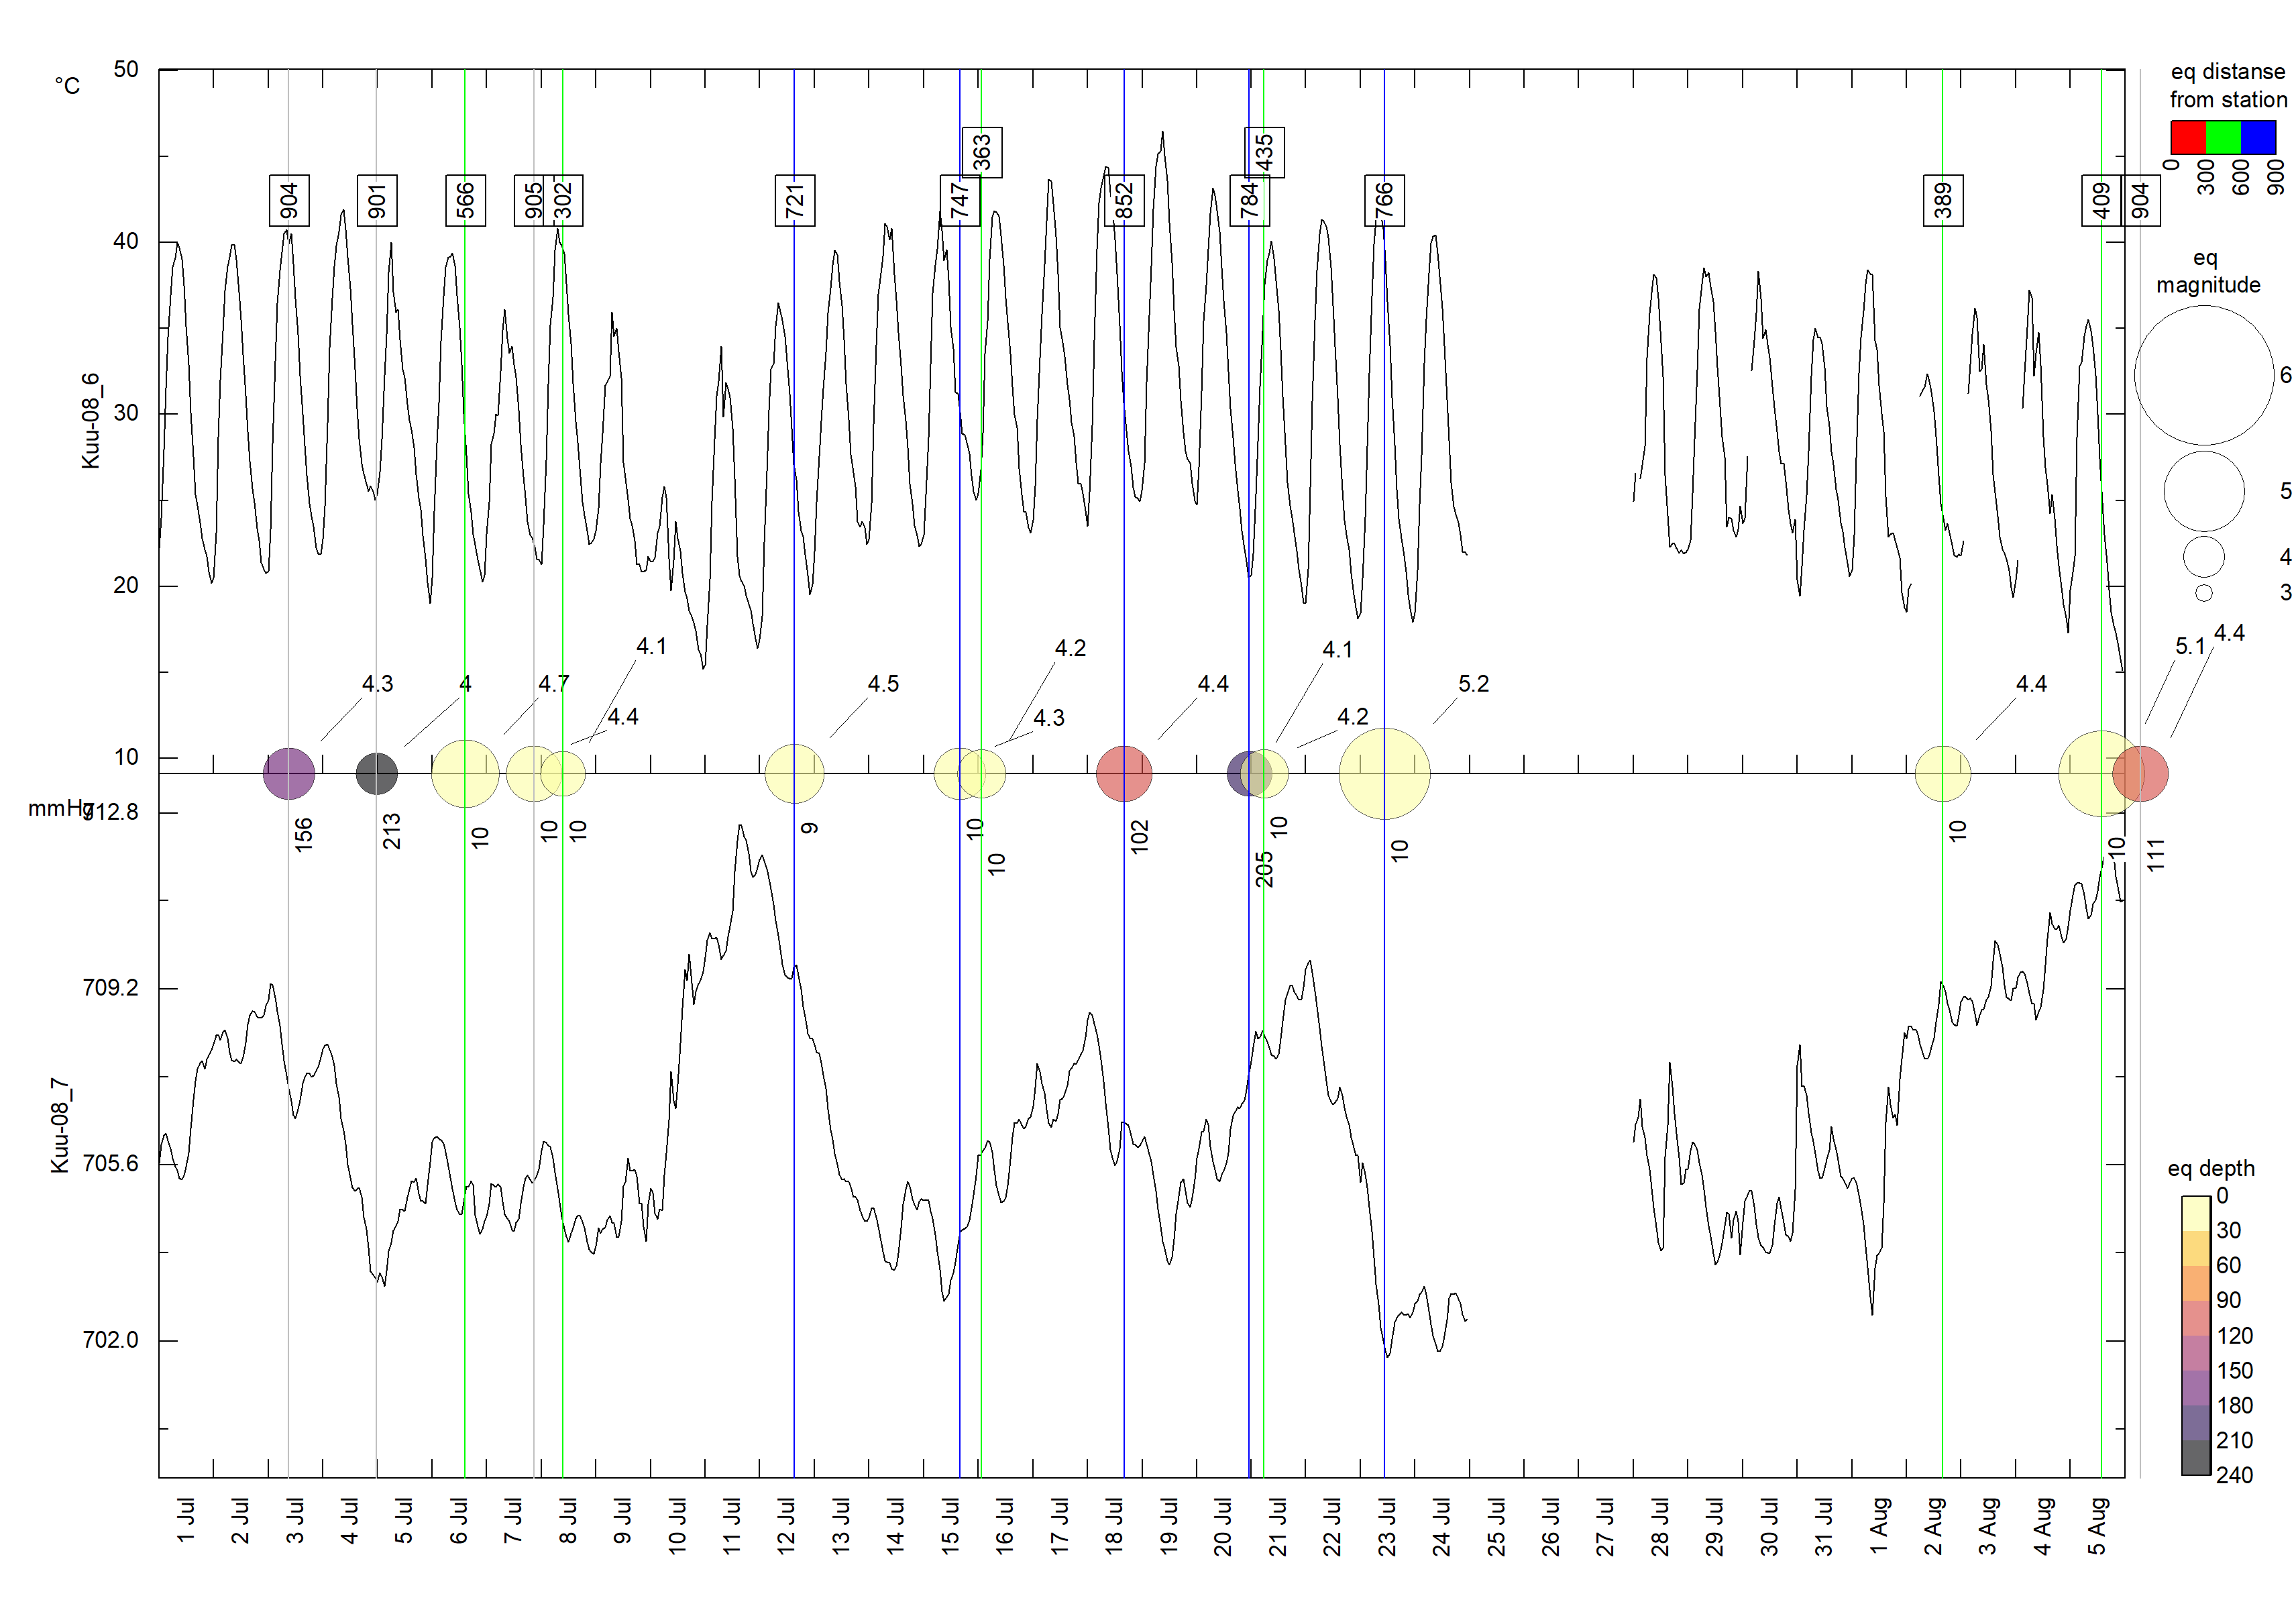 50
°C
40
30
20
10
Kuu-08_6
904
901
566
905
302
721
747
363
852
784
435
766
389
409
904
eq distanse
from station
0
300
600
900
eq
magnitude
6
5
4
3
4.3
4
4.7
4.4
4.1
4.5
4.3
4.2
4.4
4.1
4.2
5.2
4.4
5.1
4.4
mmHg
712.8
709.2
705.6
702.0
Kuu-08_7
156
213
10
10
10
9
10
10
102
205
10
10
10
10
111
eq depth
0
30
60
90
120
150
180
210
240
1 Jul
2 Jul
3 Jul
4 Jul
5 Jul
6 Jul
7 Jul
8 Jul
9 Jul
10 Jul
11 Jul
12 Jul
13 Jul
14 Jul
15 Jul
16 Jul
17 Jul
18 Jul
19 Jul
20 Jul
21 Jul
22 Jul
23 Jul
24 Jul
25 Jul
26 Jul
27 Jul
28 Jul
29 Jul
30 Jul
31 Jul
1 Aug
2 Aug
3 Aug
4 Aug
5 Aug